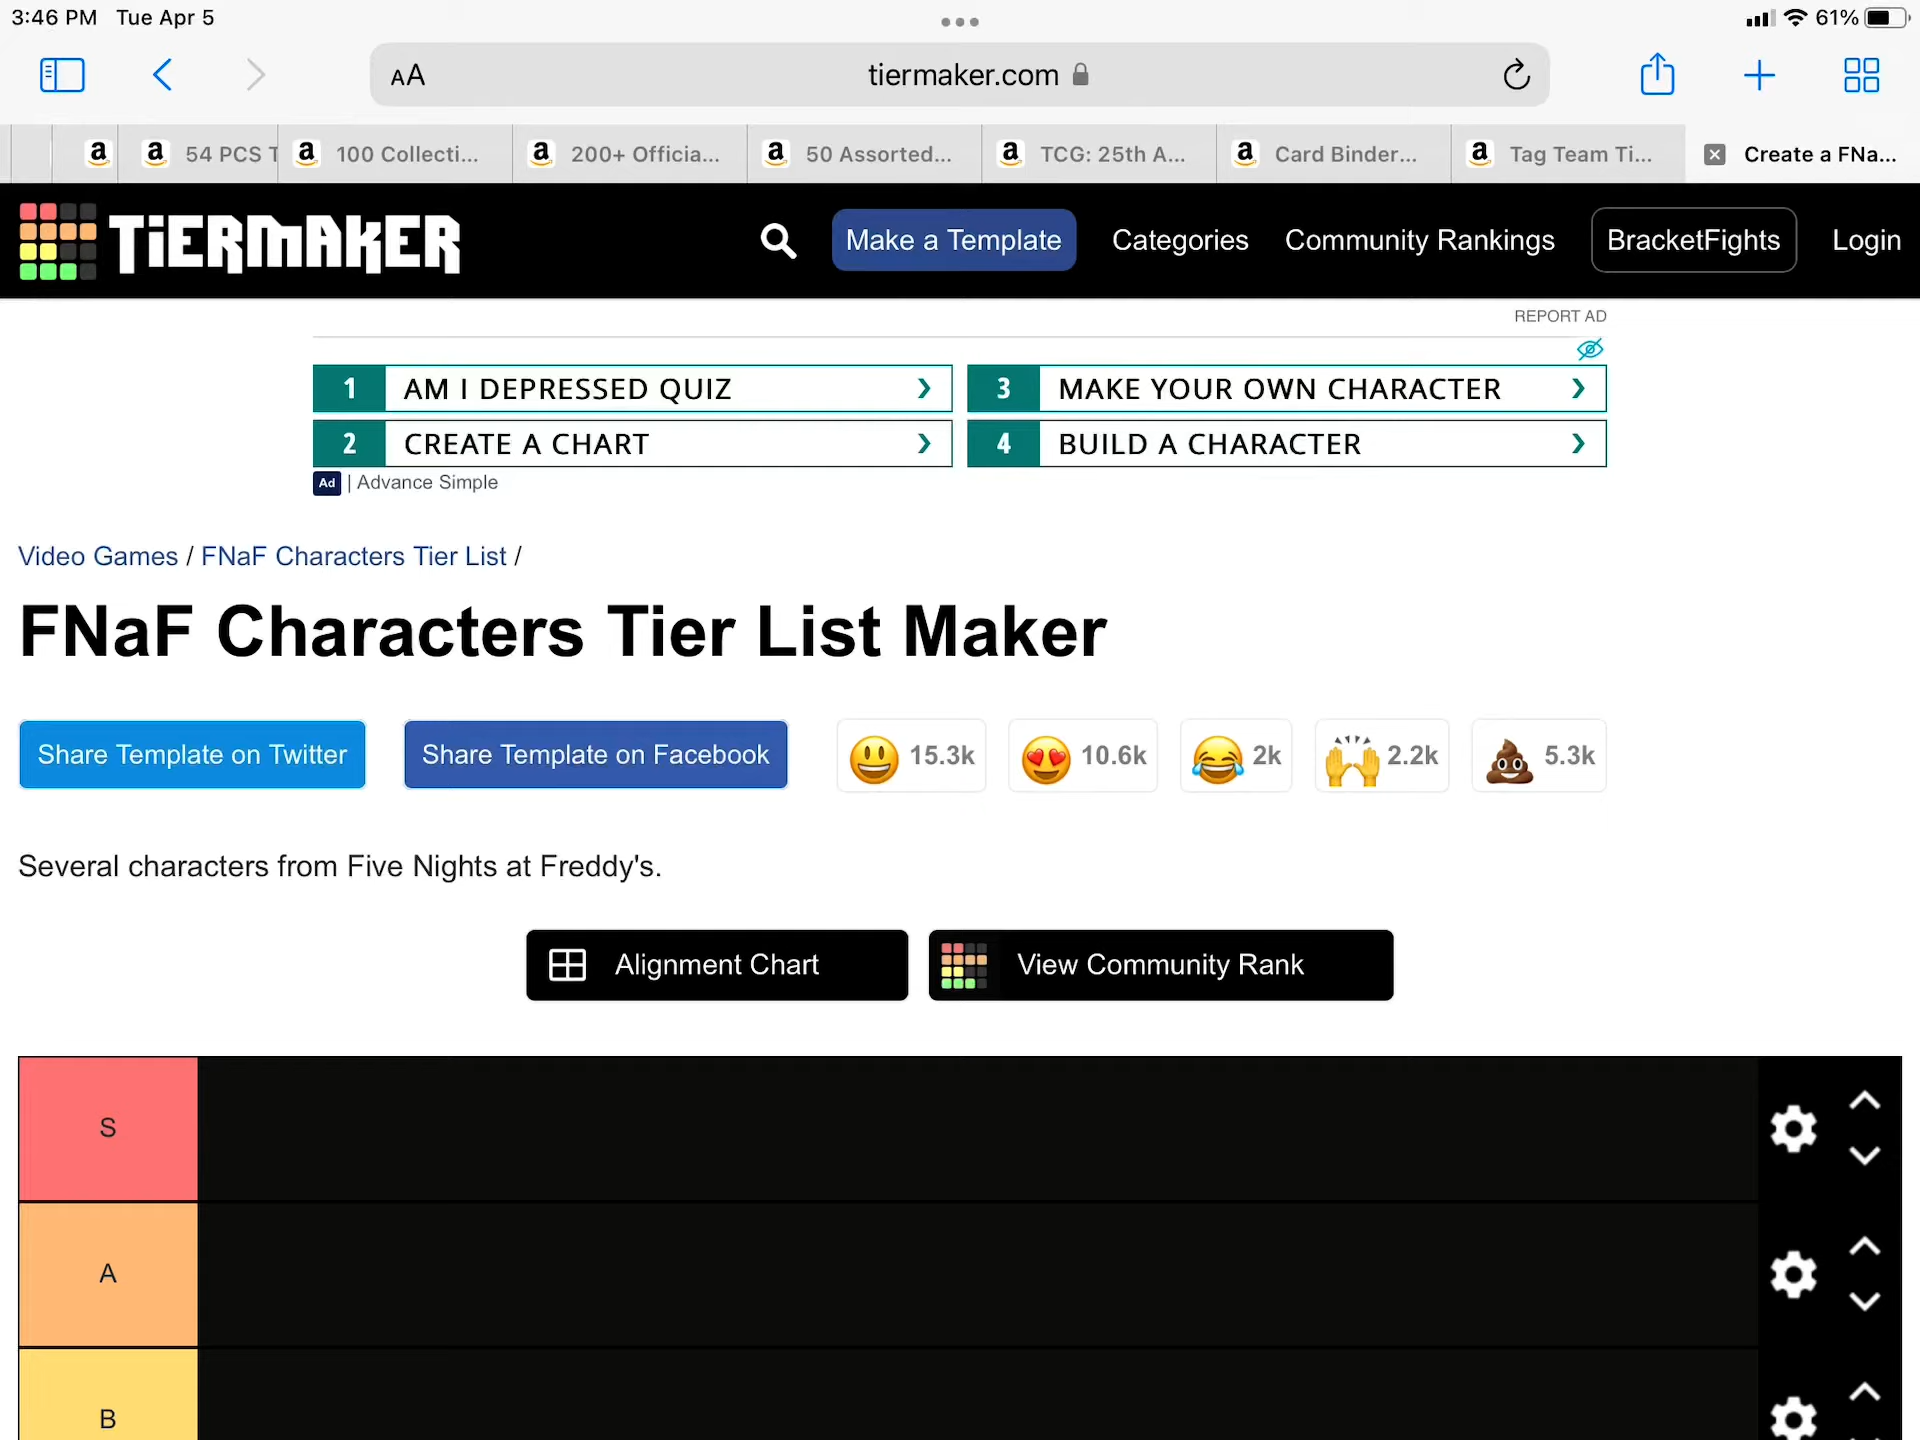 3:46 PM Tue Apr 5
61%
AA
tiermaker.com
54 PCS T
100 Collecti...
200+ Officia...
50 Assorted...
TCG: 25th A...
Card Binder...
Tag Team Ti...
Create a FNa...
TiERMAKER
Make a Template
Categories
Community Rankings
BracketFights
Login
REPORT AD
1 AM I DEPRESSED QUIZ
3 MAKE YOUR OWN CHARACTER
2 CREATE A CHART
4 BUILD A CHARACTER
Ad | Advance Simple
Video Games / FNaF Characters Tier List /
FNaF Characters Tier List Maker
Share Template on Twitter
Share Template on Facebook
15.3k
10.6k
2k
2.2k
5.3k
Several characters from Five Nights at Freddy's.
Alignment Chart
View Community Rank
S
A
B